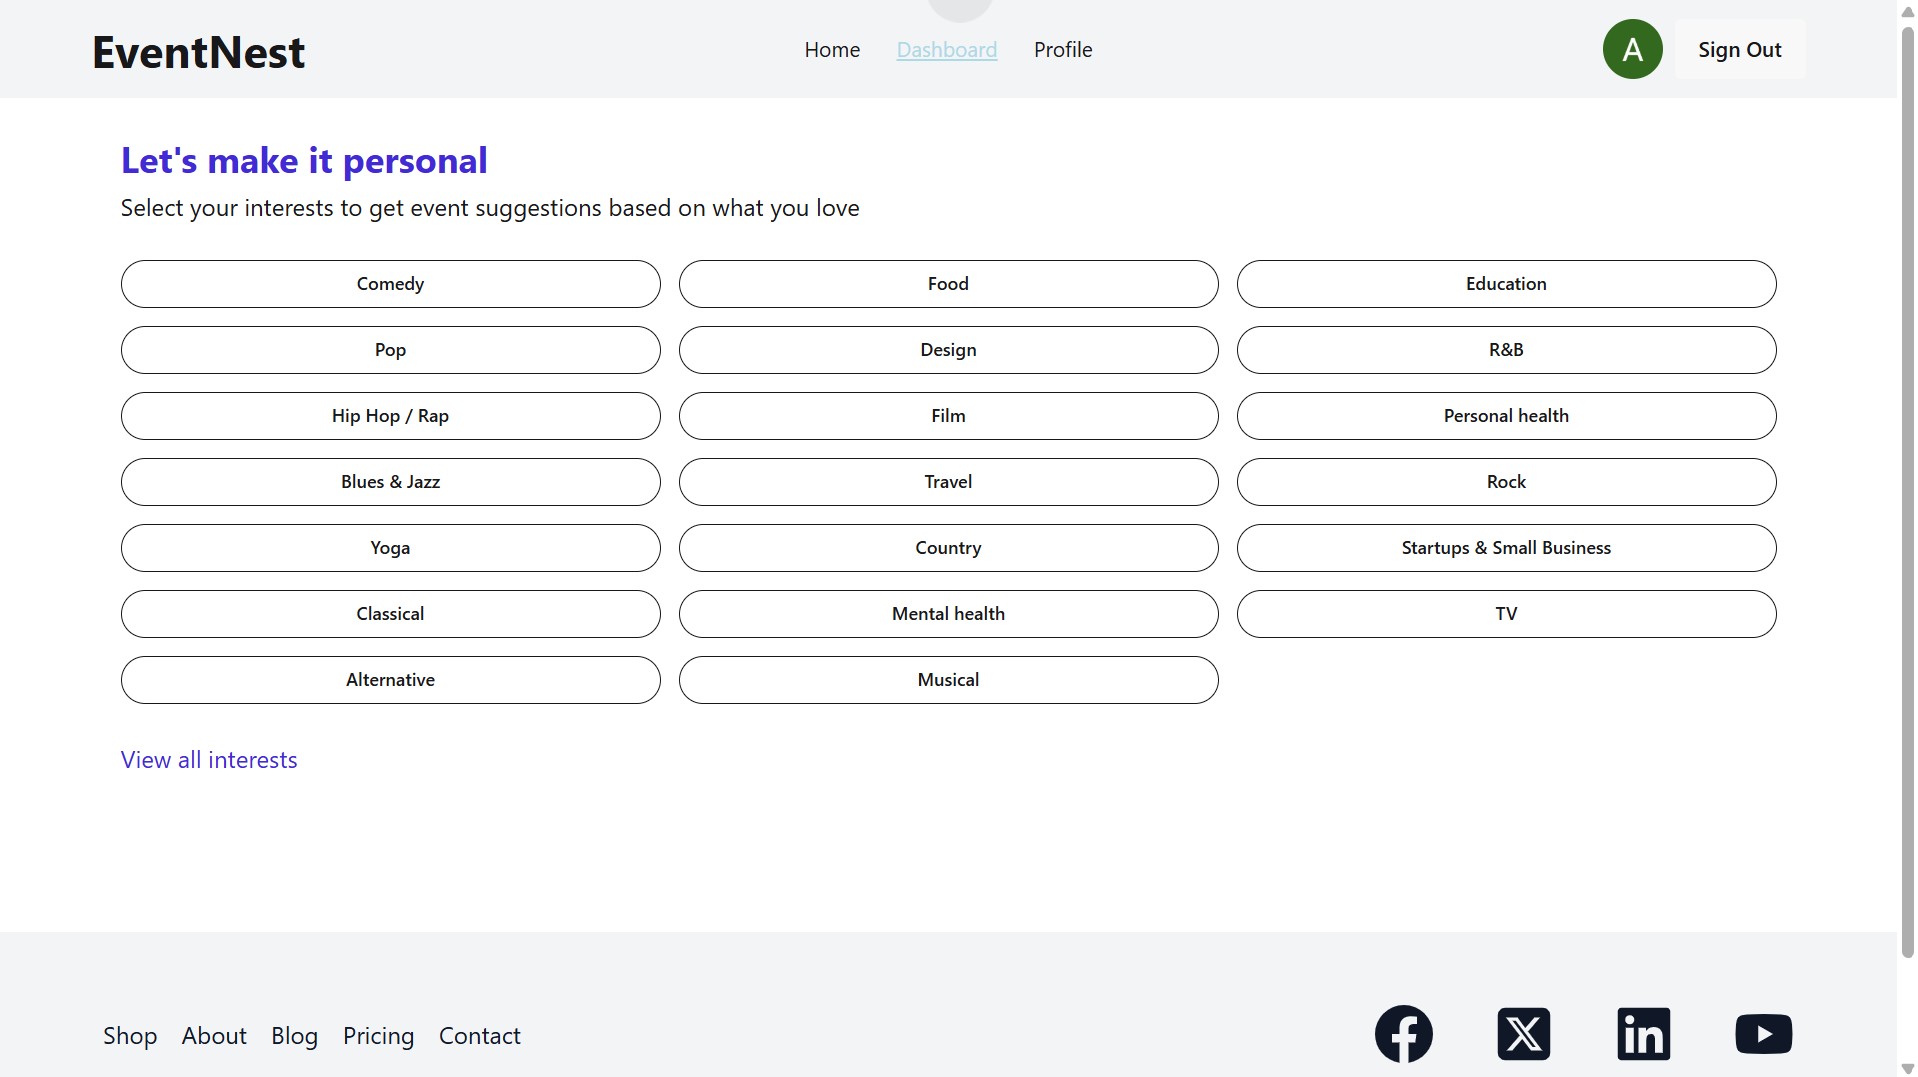 EventNest
Home Dashboard Profile
A
Sign Out
Let's make it personal
Select your interests to get event suggestions based on what you love
Comedy Food Education
Pop Design R&B
Hip Hop / Rap Film Personal health
Blues & Jazz Travel Rock
Yoga Country Startups & Small Business
Classical Mental health TV
Alternative Musical
View all interests
Shop About Blog Pricing Contact